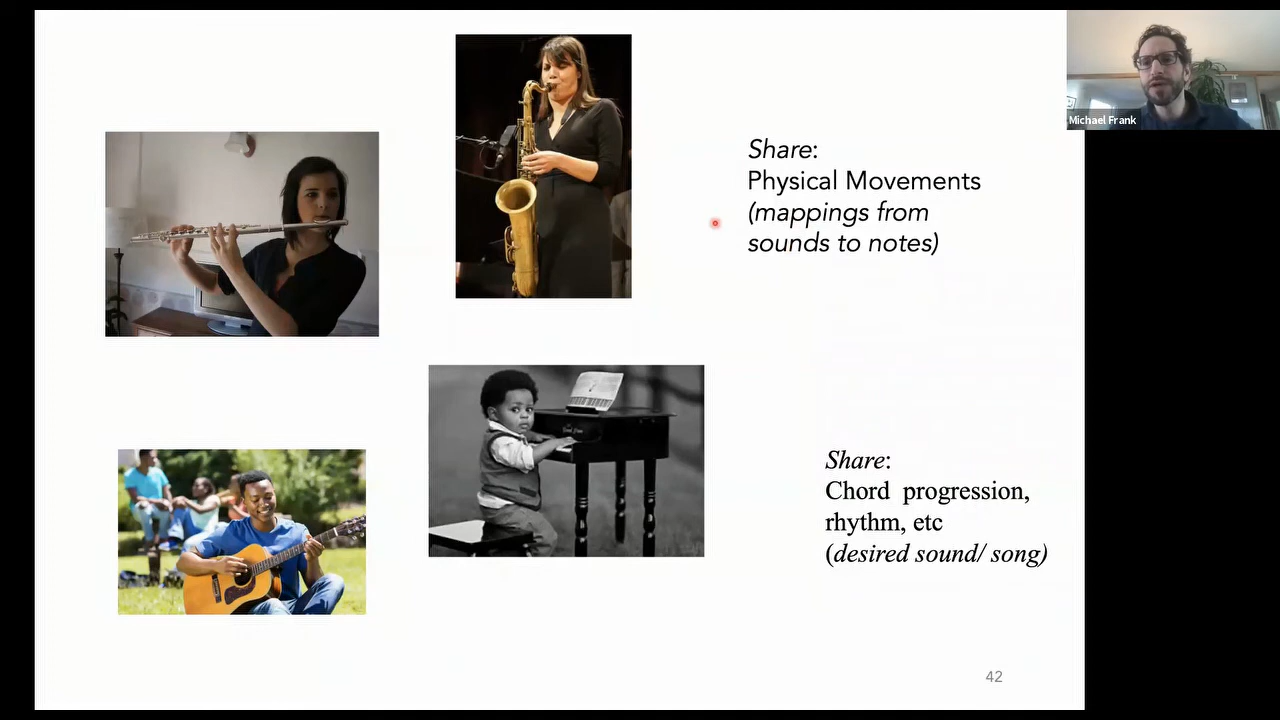 Michael Frank
Share:
Physical Movements
(mappings from
sounds to notes)
Share:
Chord progression,
rhythm, etc
(desired sound/ song)
42